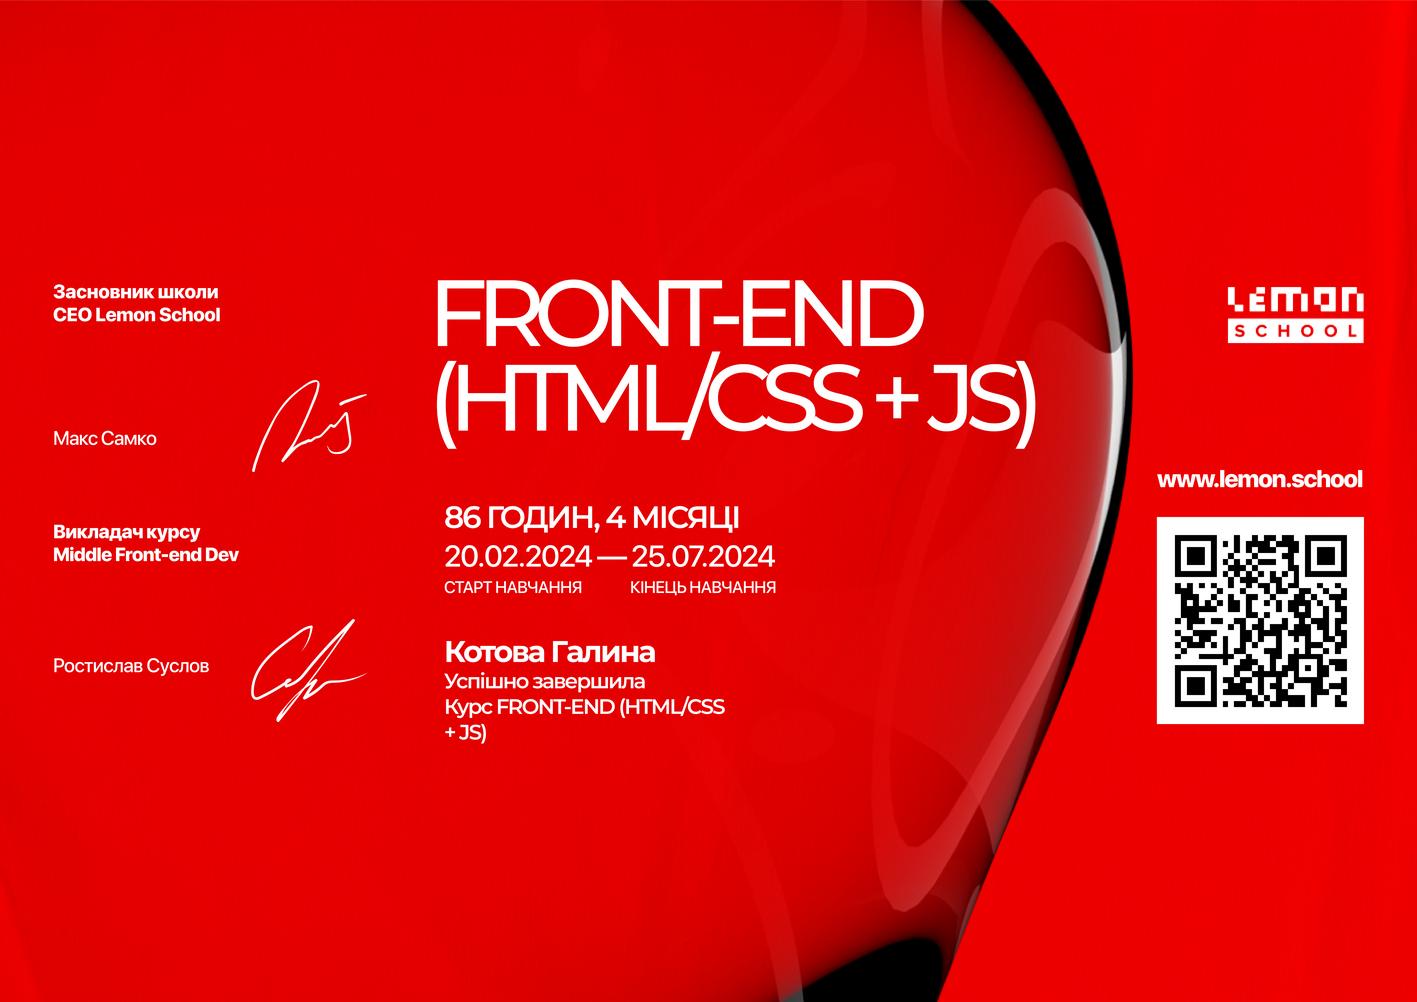 Засновник школи
CEO Lemon School
Макс Самко
Викладач курсу
Middle Front-end Dev
Ростислав Суслов
FRONT-END
(HTML/CSS + JS)
86 ГОДИН, 4 МІСЯЦІ
20.02.2024 — 25.07.2024
СТАРТ НАВЧАННЯ КІНЕЦЬ НАВЧАННЯ
Котова Галина
Успішно завершила
Курс FRONT-END (HTML/CSS
+ JS)
LEMON
SCHOOL
www.lemon.school